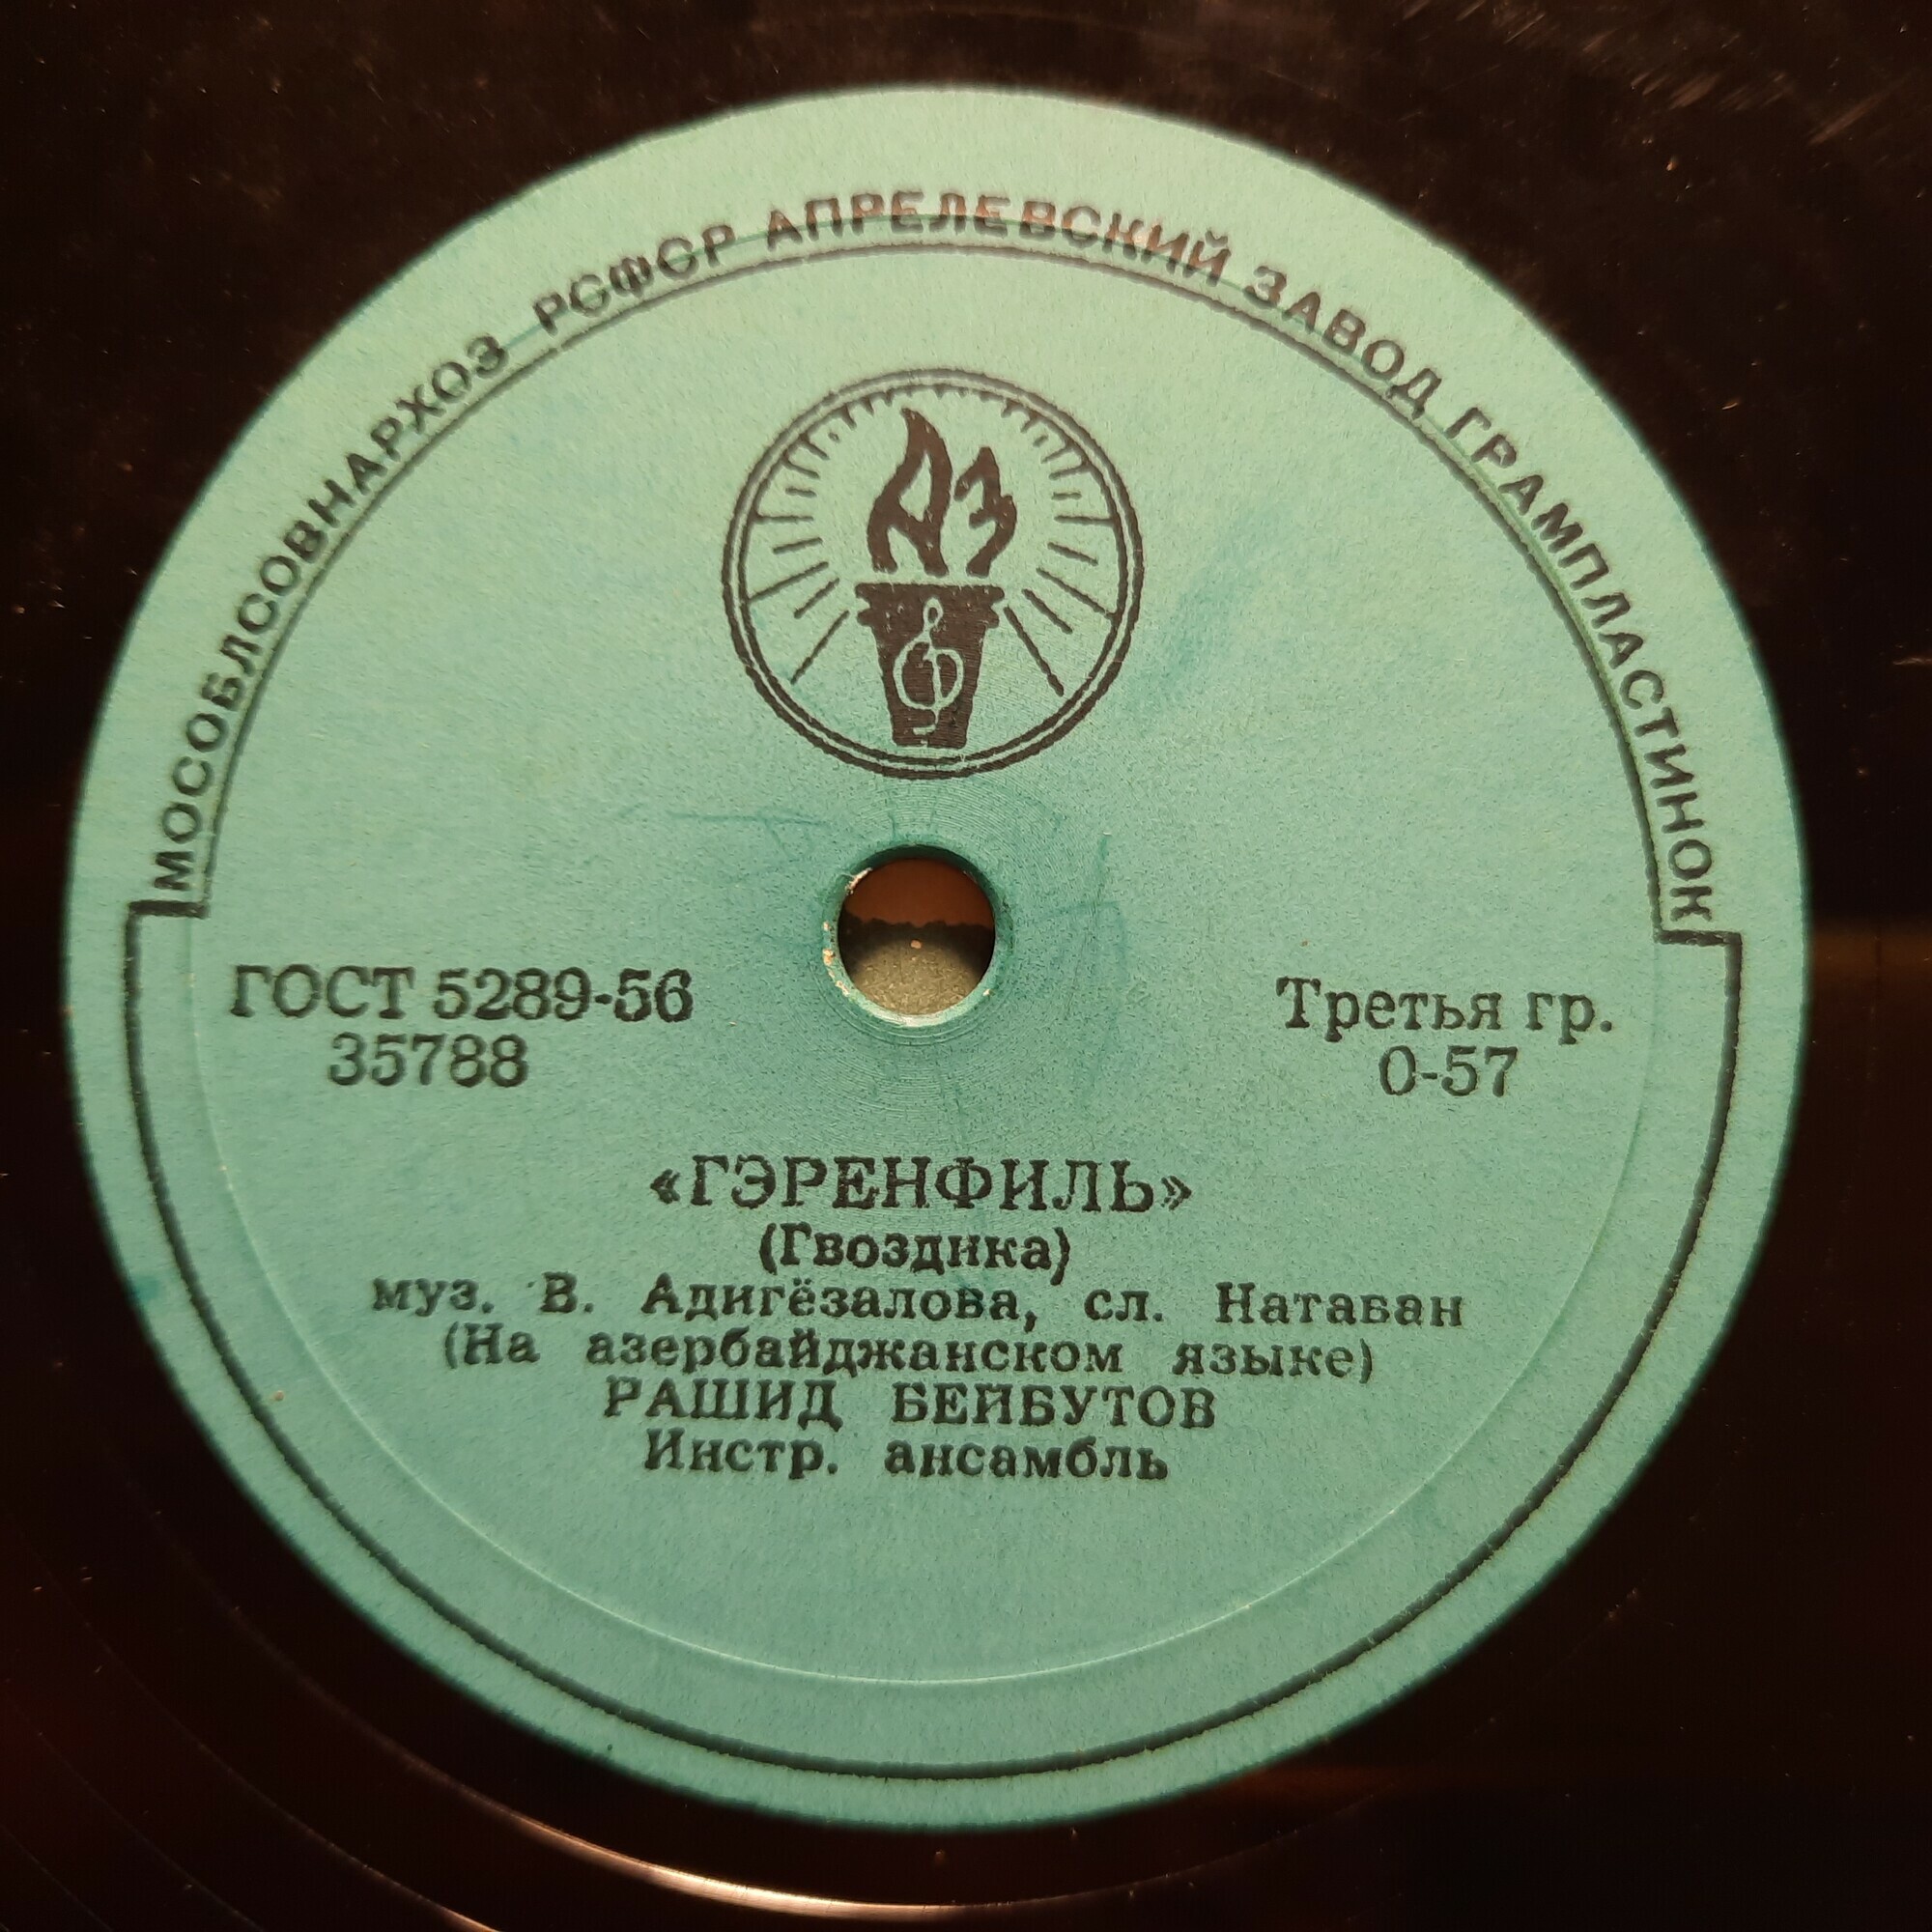 МОСОБЛСОВНАРХОЗ РСФСР АПРЕЛЕВСКИЙ ЗАВОД ГРАМПЛАСТИНОК
АЗ
ГОСТ 5289-56
35788
Третья гр.
0-57
«ГЭРЕНФИЛЬ»
(Гвоздика)
муз. В. Адигёзалова, сл. Натаван
(На азербайджанском языке)
РАШИД БЕЙБУТОВ
Инстр. ансамбль